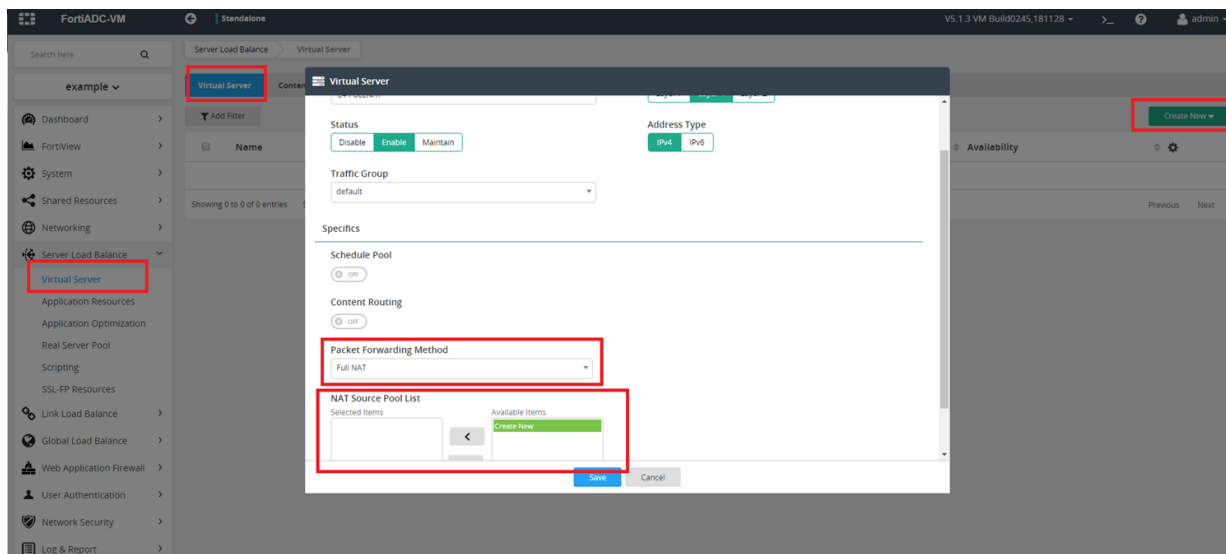 FortiADC-VM
Standalone
V5.1.3 VM Build0245,181128
>_
admin
Search here
example
Dashboard
FortiView
System
Shared Resources
Networking
Server Load Balance
Virtual Server
Application Resources
Application Optimization
Real Server Pool
Scripting
SSL-FP Resources
Link Load Balance
Global Load Balance
Web Application Firewall
User Authentication
Network Security
Log & Report
Server Load Balance Virtual Server
Virtual Server Conten
Add Filter
Create New
Name
Availability
Showing 0 to 0 of 0 entries
Previous Next
Virtual Server
Status
Disable Enable Maintain
Address Type
IPv4 IPv6
Traffic Group
default
Specifics
Schedule Pool
OFF
Content Routing
OFF
Packet Forwarding Method
Full NAT
NAT Source Pool List
Selected Items
Available Items
Create New
Save Cancel